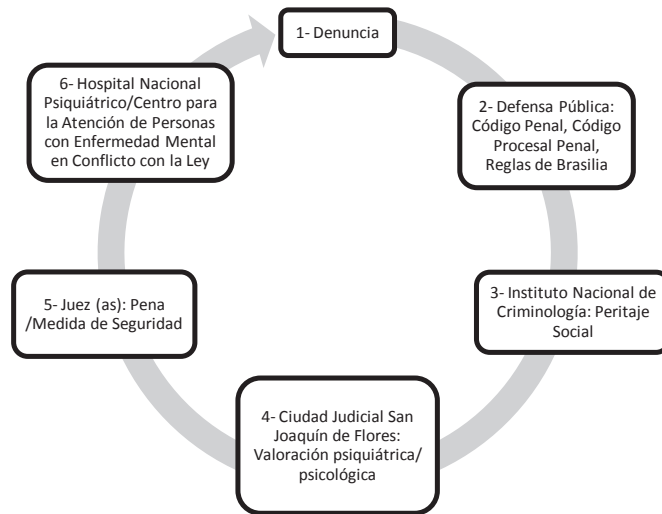 1- Denuncia
2- Defensa Pública:
Código Penal, Código
Procesal Penal,
Reglas de Brasilia
3- Instituto Nacional de
Criminología: Peritaje
Social
4- Ciudad Judicial San
Joaquín de Flores:
Valoración psiquiátrica/
psicológica
5- Juez (as): Pena
/Medida de Seguridad
6- Hospital Nacional
Psiquiátrico/Centro para
la Atención de Personas
con Enfermedad Mental
en Conflicto con la Ley